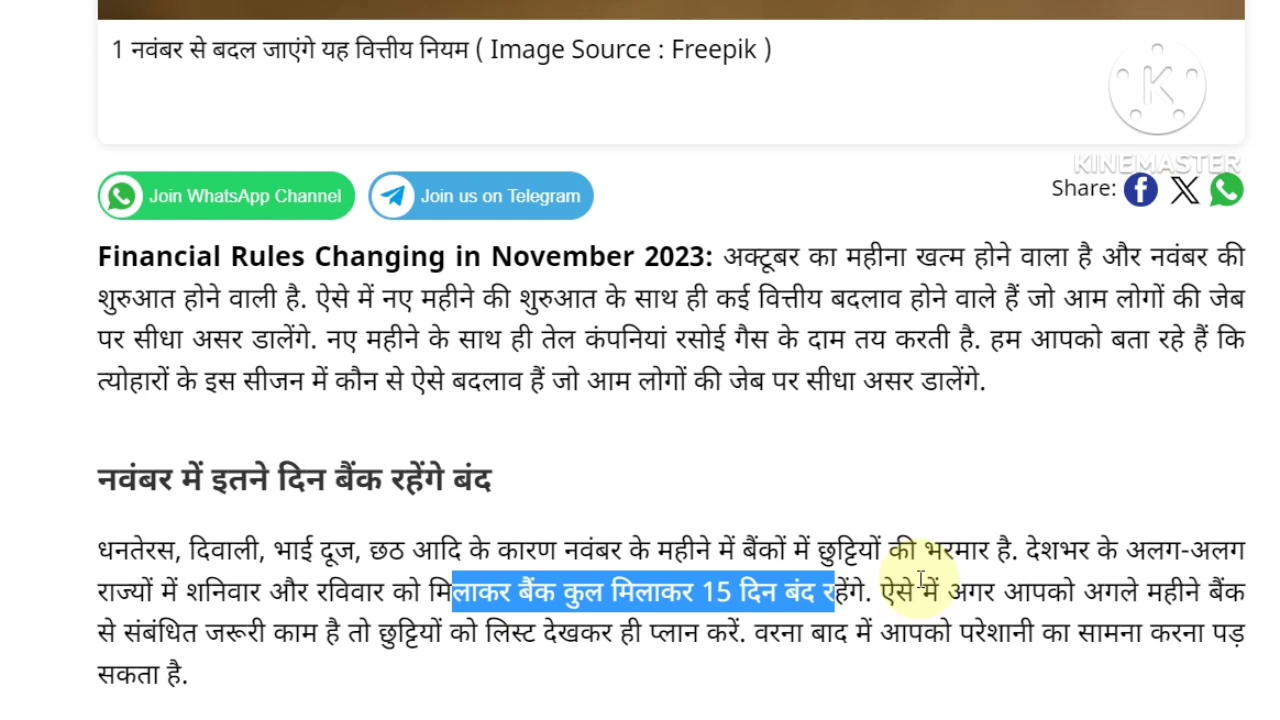 1 नवंबर से बदल जाएंगे यह वित्तीय नियम ( Image Source : Freepik )
K
KINEMASTER
Join WhatsApp Channel
Join us on Telegram
Share:
Financial Rules Changing in November 2023: अक्टूबर का महीना खत्म होने वाला है और नवंबर की
शुरुआत होने वाली है. ऐसे में नए महीने की शुरुआत के साथ ही कई वित्तीय बदलाव होने वाले हैं जो आम लोगों की जेब
पर सीधा असर डालेंगे. नए महीने के साथ ही तेल कंपनियां रसोई गैस के दाम तय करती है. हम आपको बता रहे हैं कि
त्योहारों के इस सीजन में कौन से ऐसे बदलाव हैं जो आम लोगों की जेब पर सीधा असर डालेंगे.
नवंबर में इतने दिन बैंक रहेंगे बंद
धनतेरस, दिवाली, भाई दूज, छठ आदि के कारण नवंबर के महीने में बैंकों में छुट्टियों की भरमार है. देशभर के अलग-अलग
राज्यों में शनिवार और रविवार को मिलाकर बैंक कुल मिलाकर 15 दिन बंद रहेंगे. ऐसे में अगर आपको अगले महीने बैंक
से संबंधित जरूरी काम है तो छुट्टियों को लिस्ट देखकर ही प्लान करें. वरना बाद में आपको परेशानी का सामना करना पड़
सकता है.